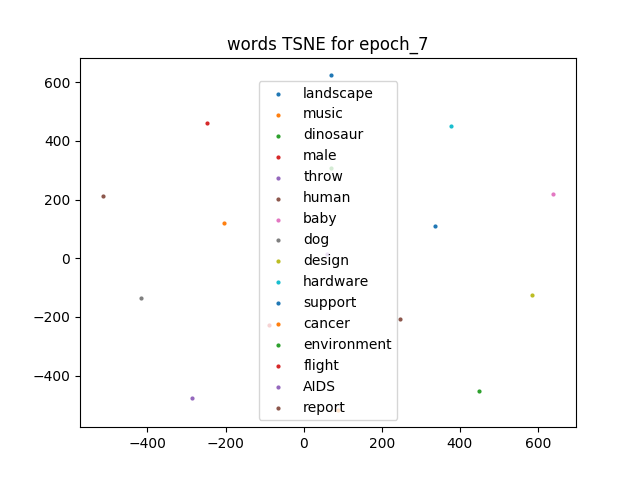 words TSNE for epoch_7
600
400
200
0
−200
−400
landscape
music
dinosaur
male
throw
human
baby
dog
design
hardware
support
cancer
environment
flight
AIDS
report
−400 −200 0 200 400 600